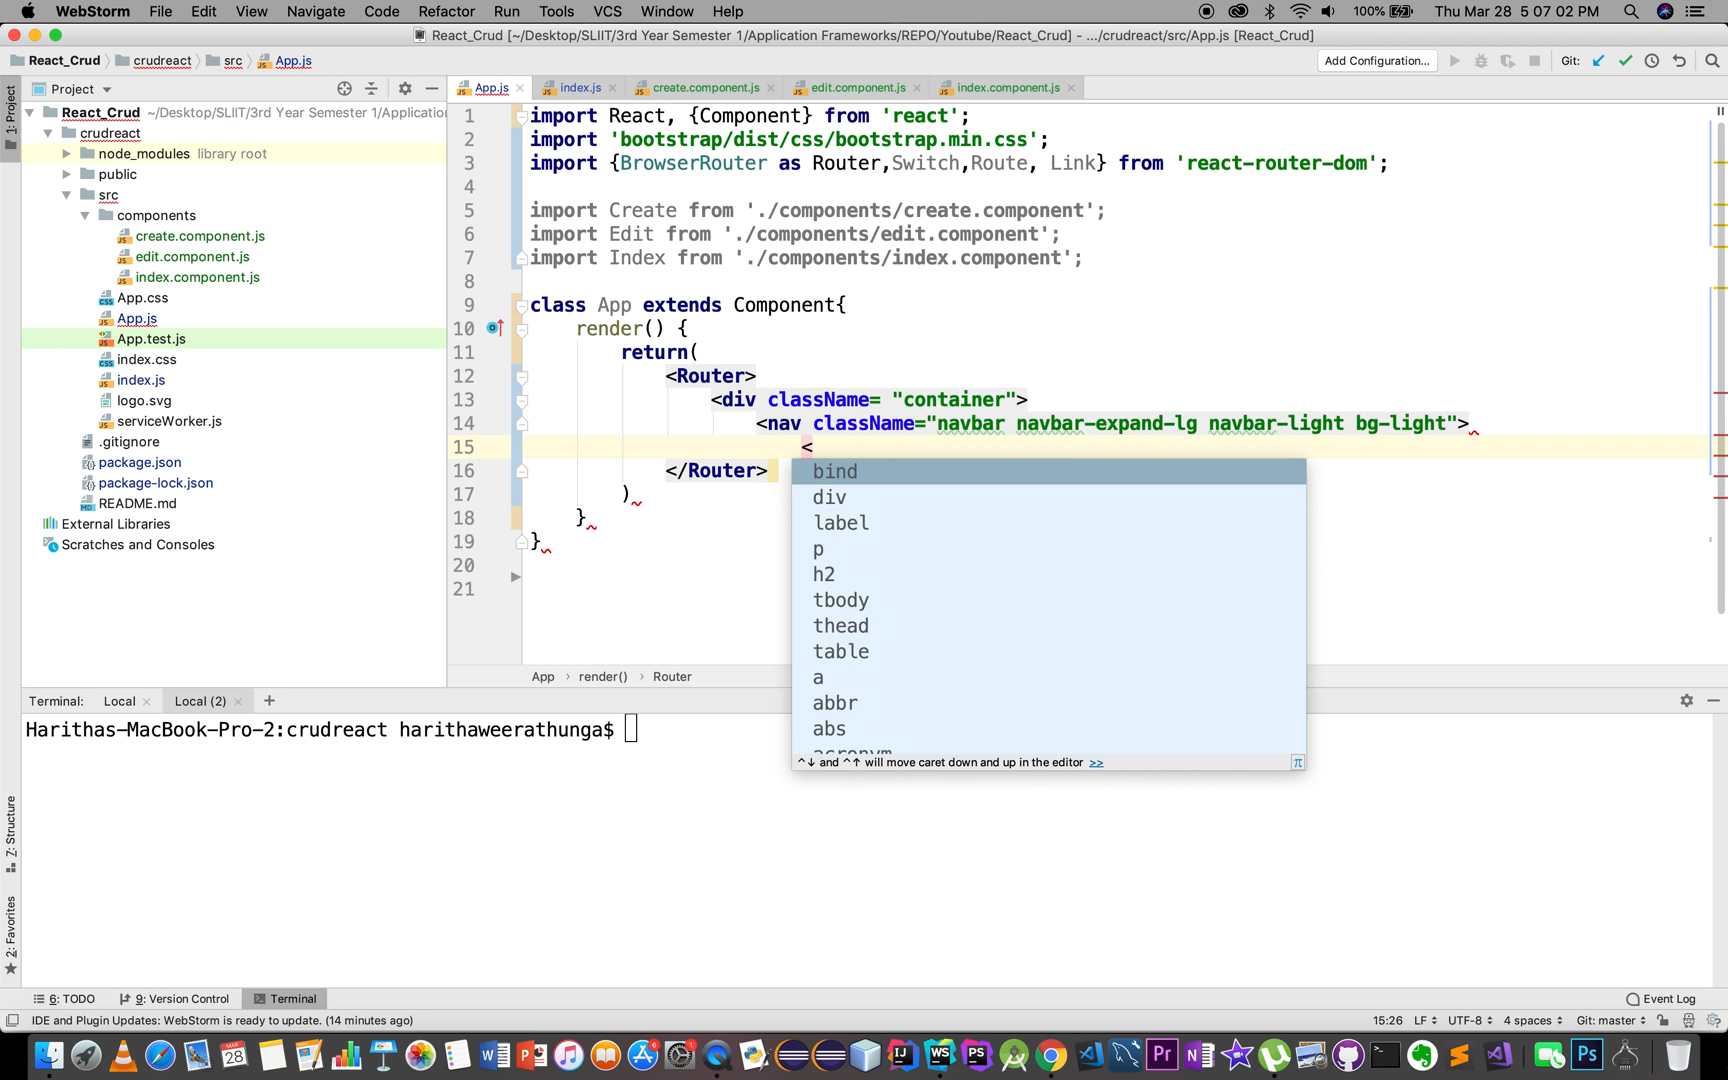 WebStorm File Edit View Navigate Code Refactor Run Tools VCS Window Help 100% Thu Mar 28 5 07 02 PM
React_Crud [~/Desktop/SLIIT/3rd Year Semester 1/Application Frameworks/REPO/Youtube/React_Crud] - .../crudreact/src/App.js [React_Crud]
React_Crud crudreact src App.js Add Configuration... Git:
1: Project
Project
App.js index.js create.component.js edit.component.js index.component.js
React_Crud ~/Desktop/SLIIT/3rd Year Semester 1/Applicatio
crudreact
node_modules library root
public
src
components
create.component.js
edit.component.js
index.component.js
App.css
App.js
App.test.js
index.css
index.js
logo.svg
serviceWorker.js
.gitignore
package.json
package-lock.json
README.md
External Libraries
Scratches and Consoles
1 import React, {Component} from 'react';
2 import 'bootstrap/dist/css/bootstrap.min.css';
3 import {BrowserRouter as Router,Switch,Route, Link} from 'react-router-dom';
4
5 import Create from './components/create.component';
6 import Edit from './components/edit.component';
7 import Index from './components/index.component';
8
9 class App extends Component{
10 render() {
11 return(
12 <Router>
13 <div className= "container">
14 <nav className="navbar navbar-expand-lg navbar-light bg-light">
15 <
16 </Router>
17 )
18 }
19 }
20
21
bind
div
label
p
h2
tbody
thead
table
a
abbr
abs
acronym
^↓ and ^↑ will move caret down and up in the editor >> π
App › render() › Router
Terminal: Local Local (2) +
Harithas-MacBook-Pro-2:crudreact harithaweerathunga$
Z: Structure
2: Favorites
6: TODO 9: Version Control Terminal Event Log
IDE and Plugin Updates: WebStorm is ready to update. (14 minutes ago) 15:26 LF UTF-8 4 spaces Git: master